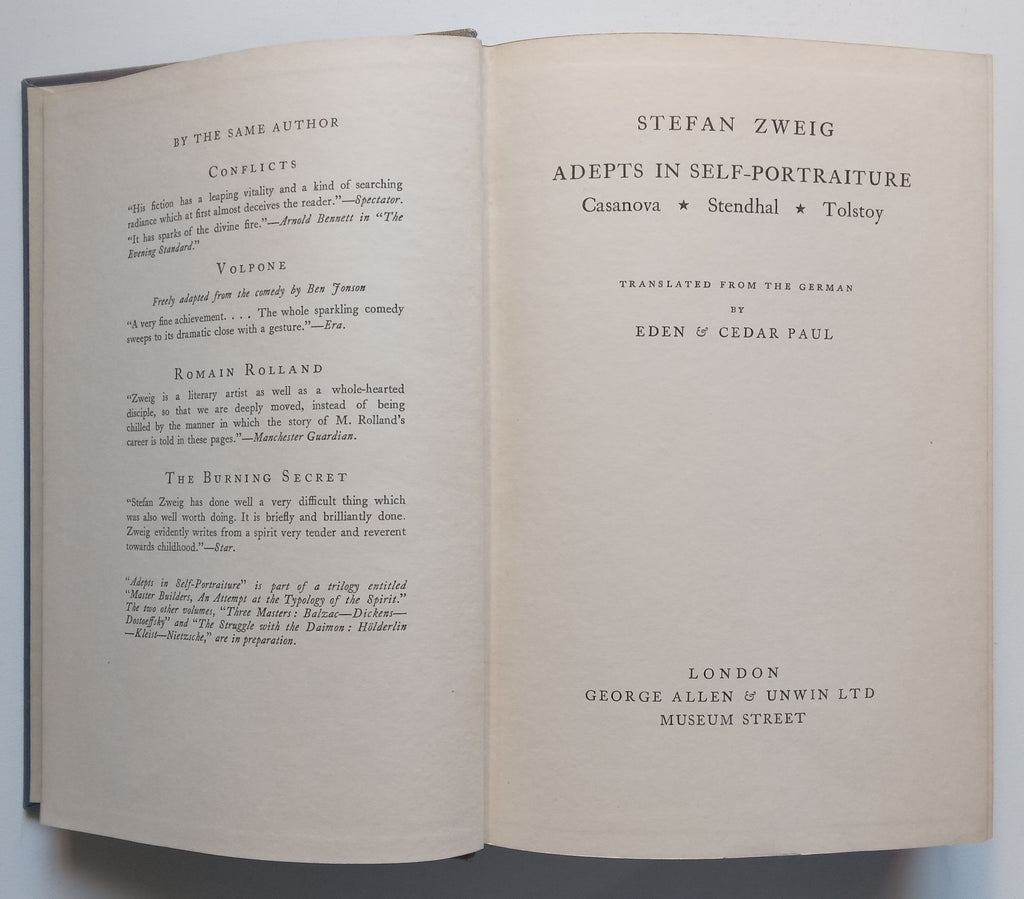 BY THE SAME AUTHOR
CONFLICTS
“His fiction has a leaping vitality and a kind of searching
radiance which at first almost deceives the reader.”—Spectator.
“It has sparks of the divine fire.”—Arnold Bennett in “The
Evening Standard.”
VOLPONE
Freely adapted from the comedy by Ben Jonson
“A very fine achievement. . . . The whole sparkling comedy
sweeps to its dramatic close with a gesture.”—Era.
ROMAIN ROLLAND
“Zweig is a literary artist as well as a whole-hearted
disciple, so that we are deeply moved, instead of being
chilled by the manner in which the story of M. Rolland’s
career is told in these pages.”—Manchester Guardian.
THE BURNING SECRET
“Stefan Zweig has done well a very difficult thing which
was also well worth doing. It is briefly and brilliantly done.
Zweig evidently writes from a spirit very tender and reverent
towards childhood.”—Star.
“Adepts in Self-Portraiture” is part of a trilogy entitled
“Master Builders, An Attempt at the Typology of the Spirit.”
The two other volumes, “Three Masters: Balzac—Dickens—
Dostoeffsky” and “The Struggle with the Daimon: Hölderlin
—Kleist—Nietzsche,” are in preparation.
STEFAN ZWEIG
ADEPTS IN SELF-PORTRAITURE
Casanova ★ Stendhal ★ Tolstoy
TRANSLATED FROM THE GERMAN
BY
EDEN & CEDAR PAUL
LONDON
GEORGE ALLEN & UNWIN LTD
MUSEUM STREET